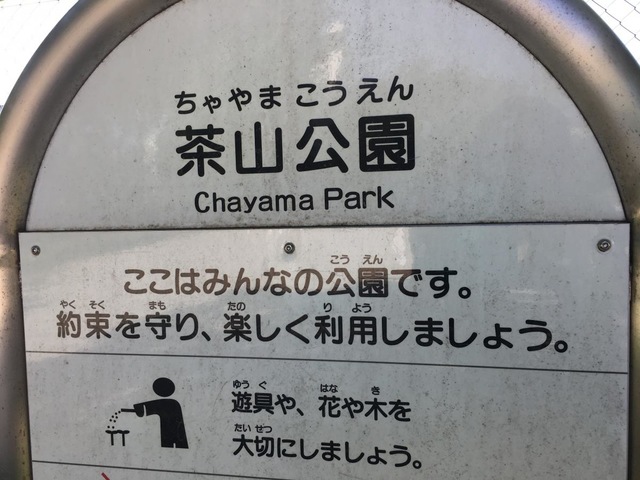 ちゃやま こうえん
茶山公園
Chayama Park
こう えん
ここはみんなの公園です。
やく そく まも たの り よう
約束を守り、楽しく利用しましょう。
ゆう ぐ はな き
遊具や、花や木を
たい せつ
大切にしましょう。